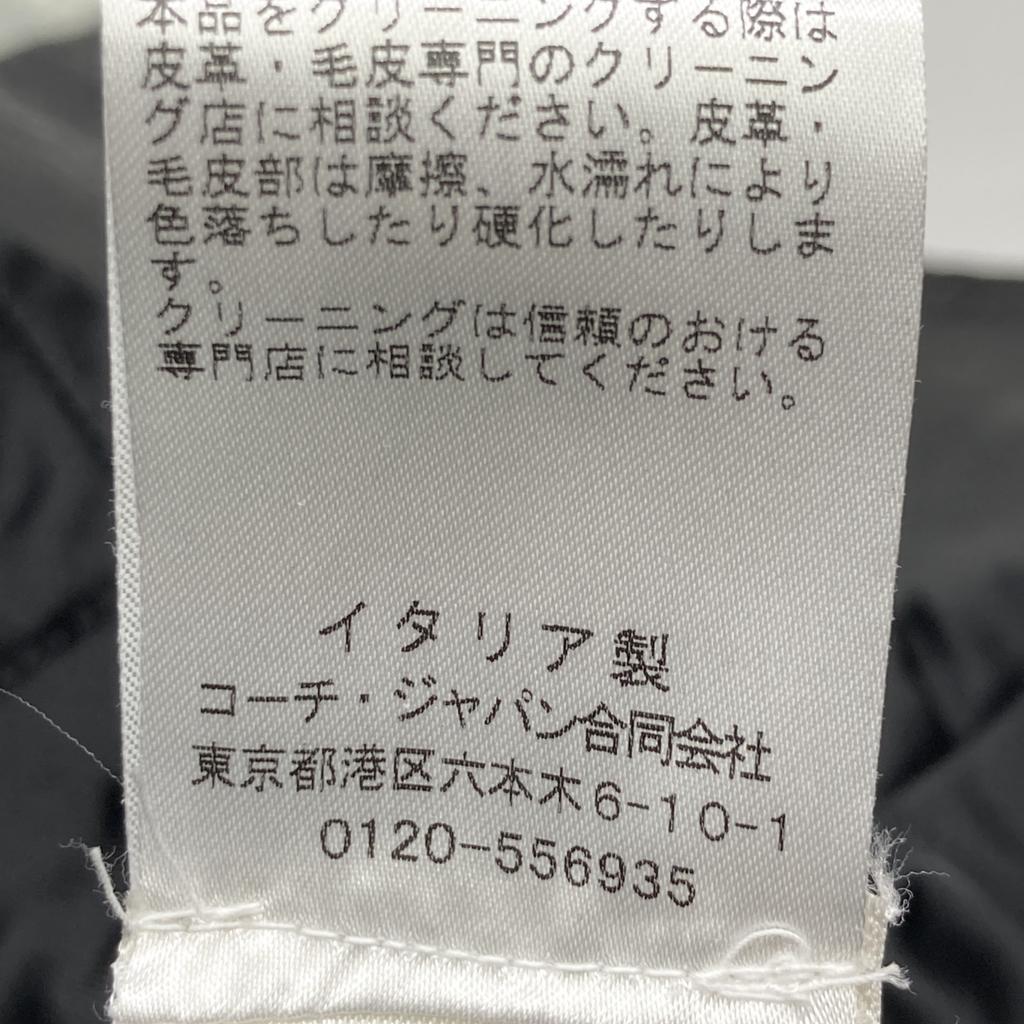 本品をクリーニングする際は
皮革・毛皮専門のクリーニン
グ店に相談ください。皮革・
毛皮部は摩擦、水濡れにより
色落ちしたり硬化したりしま
す。
クリーニングは信頼のおける
専門店に相談してください。
イタリア製
コーチ・ジャパン合同会社
東京都港区六本木6-10-1
0120-556935